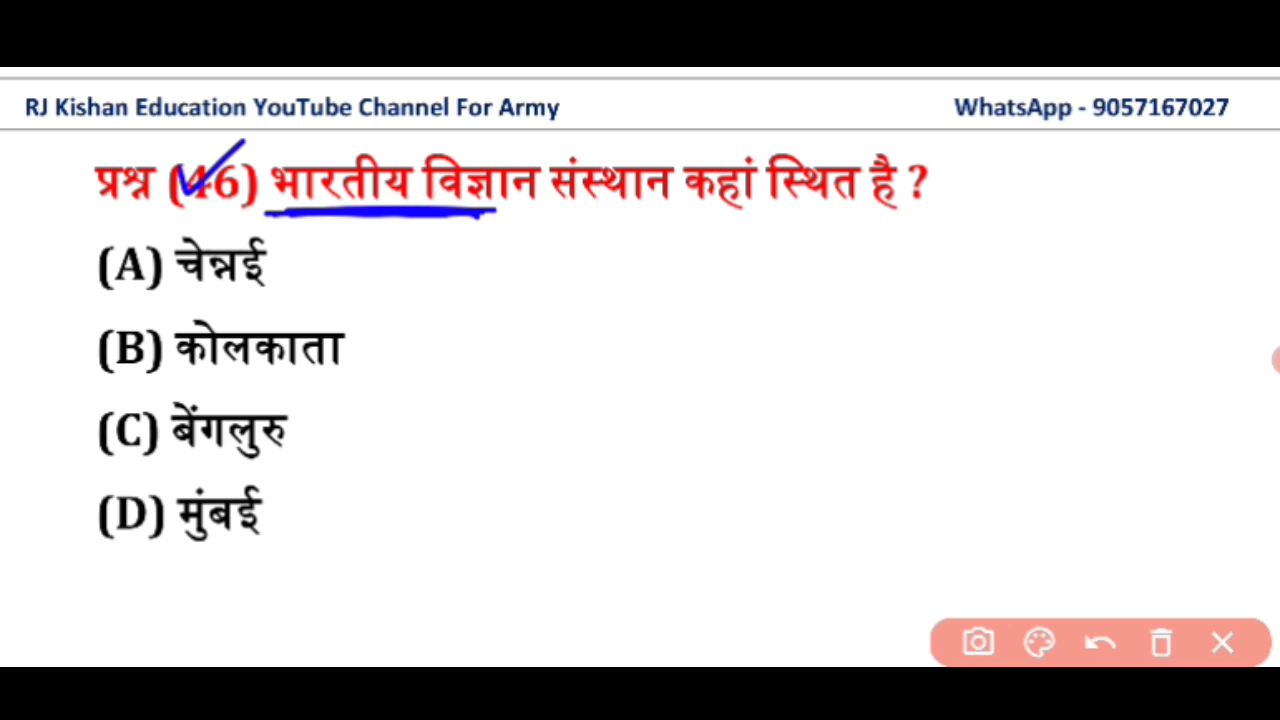 RJ Kishan Education YouTube Channel For Army
WhatsApp - 9057167027
प्रश्न (46) भारतीय विज्ञान संस्थान कहां स्थित है ?
(A) चेन्नई
(B) कोलकाता
(C) बेंगलुरु
(D) मुंबई